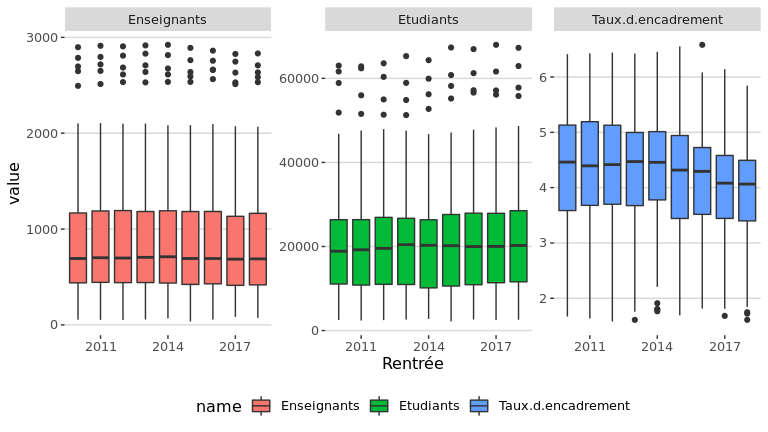 Enseignants Etudiants Taux.d.encadrement
value
3000
2000
1000
0
60000
40000
20000
0
6
5
4
3
2
2011 2014 2017 2011 2014 2017 2011 2014 2017
Rentrée
name Enseignants Etudiants Taux.d.encadrement